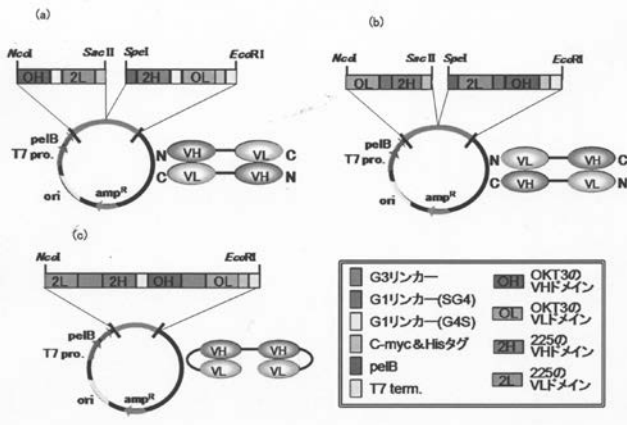 (a)
NcoI SacII SpeI EcoRI
OH 2L 2H OL
pelB
T7 pro.
ori
ampR
N VH VL C
C VL VH N
(b)
NcoI SacII SpeI EcoRI
OL 2H 2L OH
pelB
T7 pro.
ori
ampR
N VL VH C
C VH VL N
(c)
NcoI EcoRI
2L 2H OH OL
pelB
T7 pro.
ori
ampR
VH VH
VL VL
G3リンカー
G1リンカー(SG4)
G1リンカー(G4S)
C-myc&Hisタグ
pelB
T7 term.
OH OKT3の
VHドメイン
OL OKT3の
VLドメイン
2H 225の
VHドメイン
2L 225の
VLドメイン